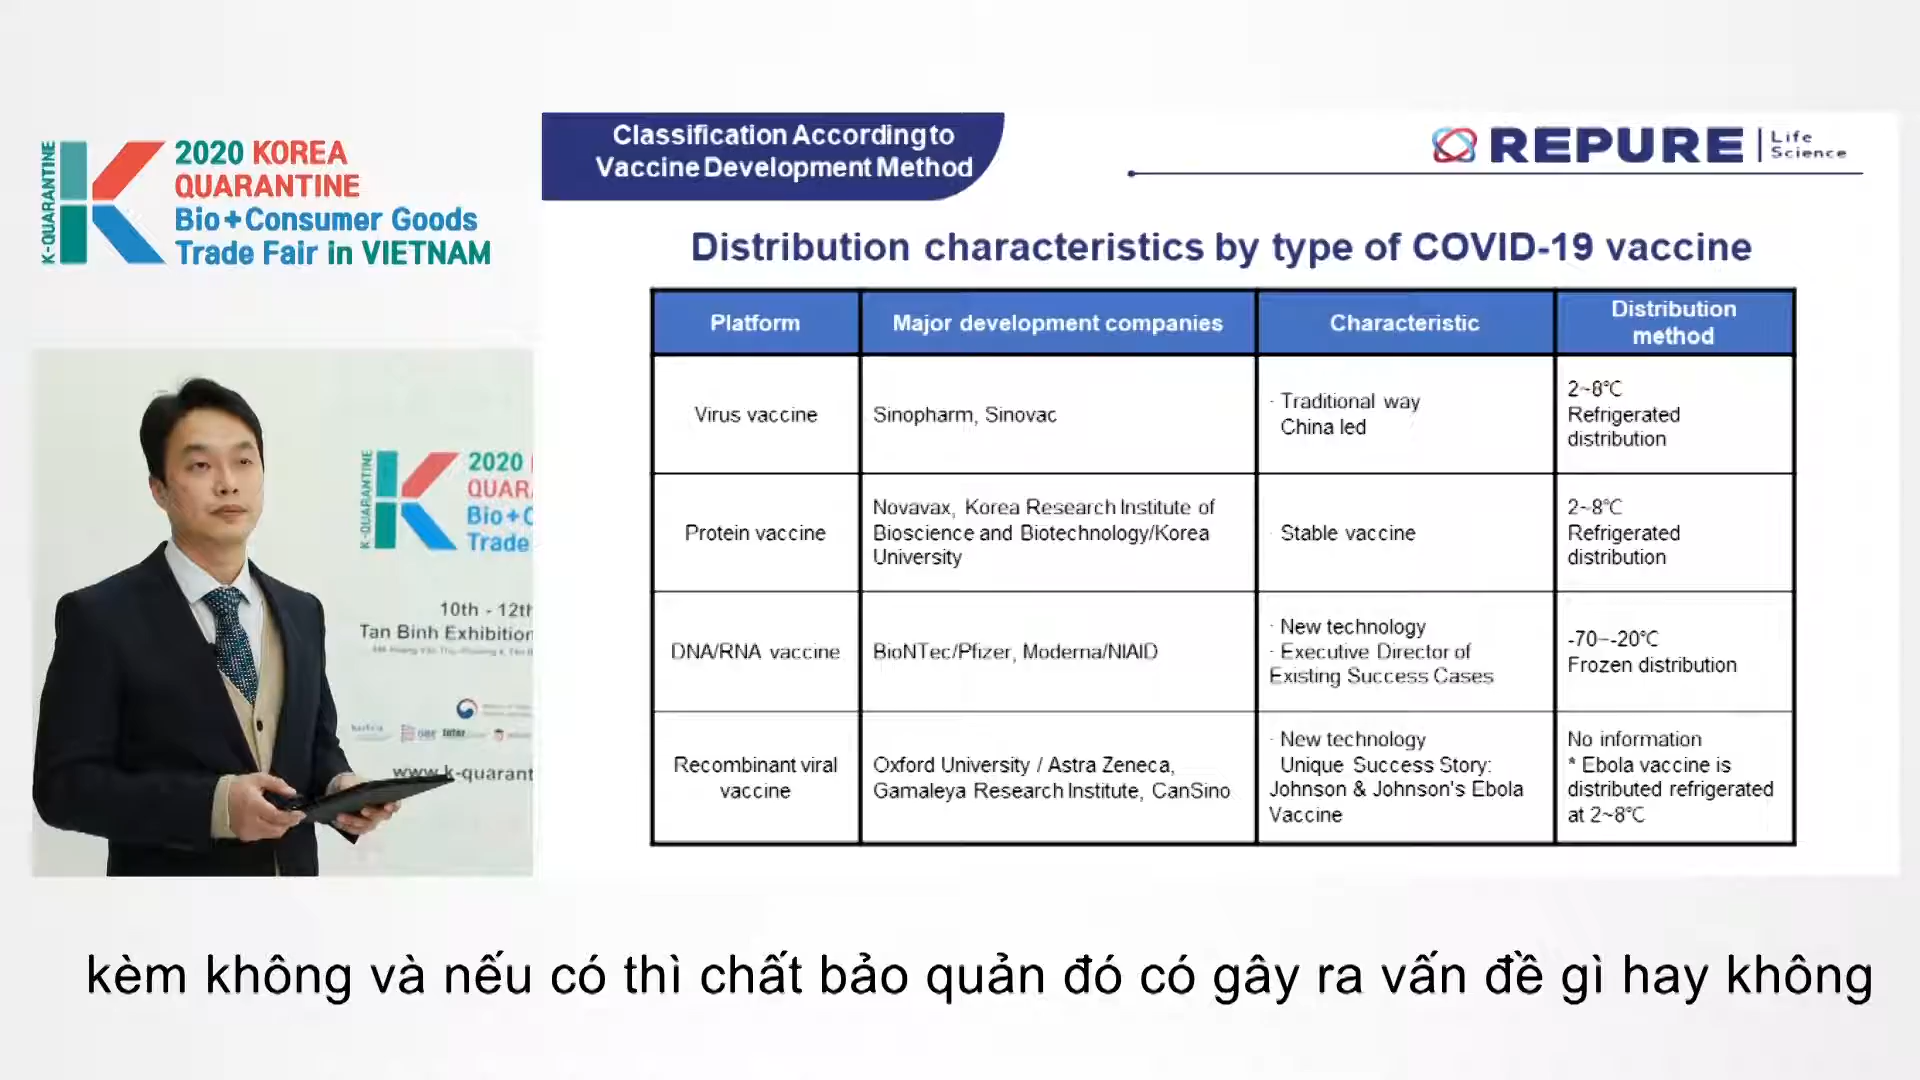 K-QUARANTINE
2020 KOREA
QUARANTINE
Bio+Consumer Goods
Trade Fair in VIETNAM
Classification According to
Vaccine Development Method
REPURE
Life
Science
Distribution characteristics by type of COVID-19 vaccine
Platform
Major development companies
Characteristic
Distribution
method
Virus vaccine
Sinopharm, Sinovac
· Traditional way
China led
2~8℃
Refrigerated
distribution
Protein vaccine
Novavax, Korea Research Institute of
Bioscience and Biotechnology/Korea
University
· Stable vaccine
2~8℃
Refrigerated
distribution
DNA/RNA vaccine
BioNTec/Pfizer, Moderna/NIAID
· New technology
· Executive Director of
Existing Success Cases
-70~-20℃
Frozen distribution
Recombinant viral
vaccine
Oxford University / Astra Zeneca,
Gamaleya Research Institute, CanSino
· New technology
Unique Success Story:
Johnson & Johnson's Ebola
Vaccine
No information
* Ebola vaccine is
distributed refrigerated
at 2~8℃
K-QUARANTINE
2020
QUAR
Bio+C
Trade
10th - 12th
Tan Binh Exhibition
www.k-quarant
kèm không và nếu có thì chất bảo quản đó có gây ra vấn đề gì hay không